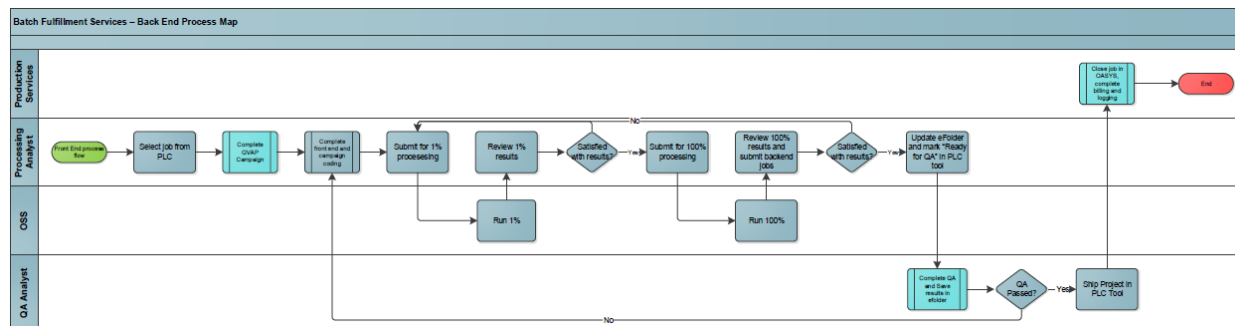 Batch Fulfillment Services – Back End Process Map
Production
Services
Close job in
OASYS,
complete
billing and
logging
End
Processing
Analyst
Front End process
flow
Select job from
PLC
Complete
GVAP
Campaign
Complete
front end and
campaign
coding
Submit for 1%
processing
Review 1%
results
Satisfied
with results?
Yes
No
Submit for 100%
processing
Review 100%
results and
submit backend
jobs
Satisfied
with results?
Yes
Update eFolder
and mark "Ready
for QA" in PLC
tool
OSS
Run 1%
Run 100%
QA Analyst
Complete QA
and Save
results in
efolder
QA
Passed?
Yes
Ship Project in
PLC Tool
No